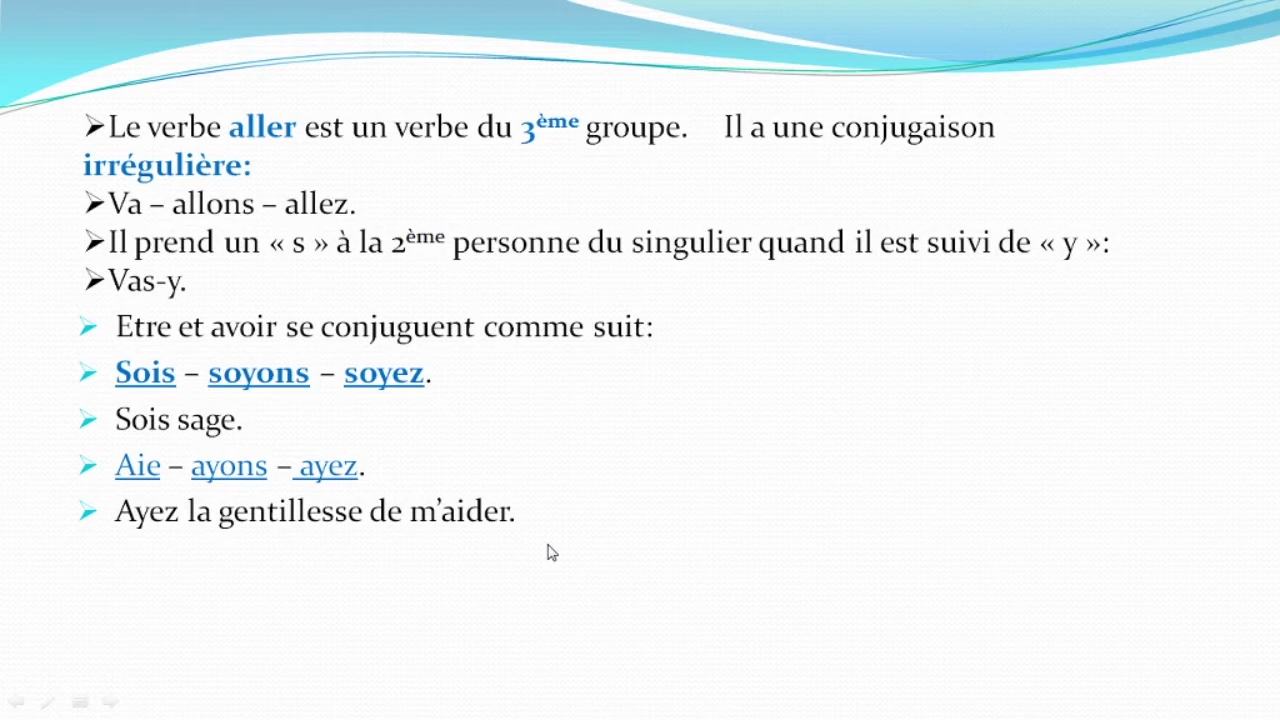 ➢Le verbe aller est un verbe du 3ème groupe. Il a une conjugaison
irrégulière:
➢Va – allons – allez.
➢Il prend un « s » à la 2ème personne du singulier quand il est suivi de « y »:
➢Vas-y.
➢ Etre et avoir se conjuguent comme suit:
➢ Sois – soyons – soyez.
➢ Sois sage.
➢ Aie – ayons – ayez.
➢ Ayez la gentillesse de m’aider.